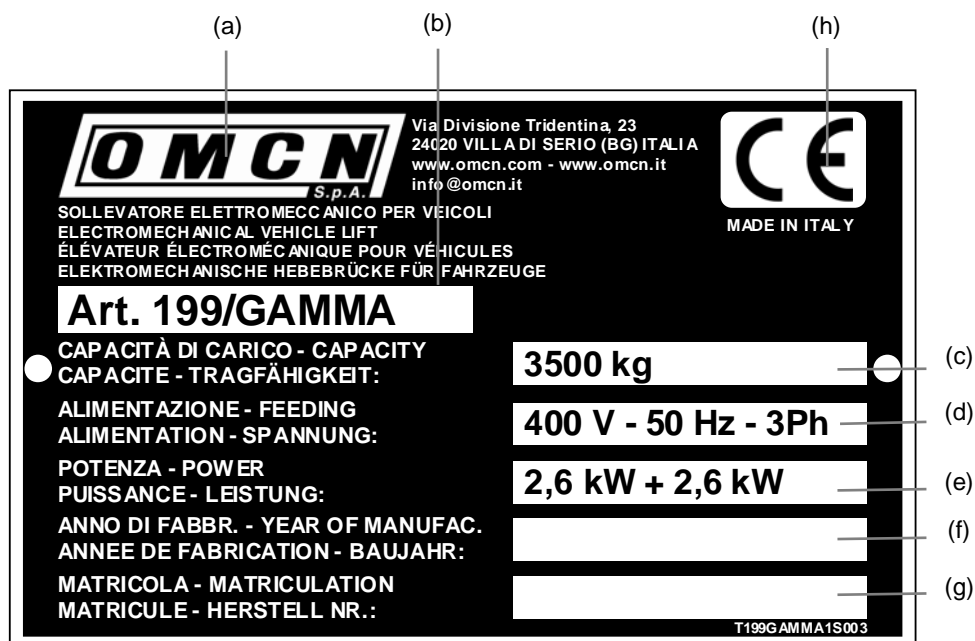 (a)
(b)
(h)
OMCN
S.p.A.
Via Divisione Tridentina, 23
24020 VILLA DI SERIO (BG) ITALIA
www.omcn.com - www.omcn.it
info@omcn.it
CE
MADE IN ITALY
SOLLEVATORE ELETTROMECCANICO PER VEICOLI
ELECTROMECHANICAL VEHICLE LIFT
ÉLÉVATEUR ÉLECTROMÉCANIQUE POUR VÉHICULES
ELEKTROMECHANISCHE HEBEBRÜCKE FÜR FAHRZEUGE
Art. 199/GAMMA
CAPACITÀ DI CARICO - CAPACITY
CAPACITE - TRAGFÄHIGKEIT:
3500 kg
(c)
ALIMENTAZIONE - FEEDING
ALIMENTATION - SPANNUNG:
400 V - 50 Hz - 3Ph
(d)
POTENZA - POWER
PUISSANCE - LEISTUNG:
2,6 kW + 2,6 kW
(e)
ANNO DI FABBR. - YEAR OF MANUFAC.
ANNEE DE FABRICATION - BAUJAHR:
(f)
MATRICOLA - MATRICULATION
MATRICULE - HERSTELL NR.:
(g)
T199GAMMA1S003